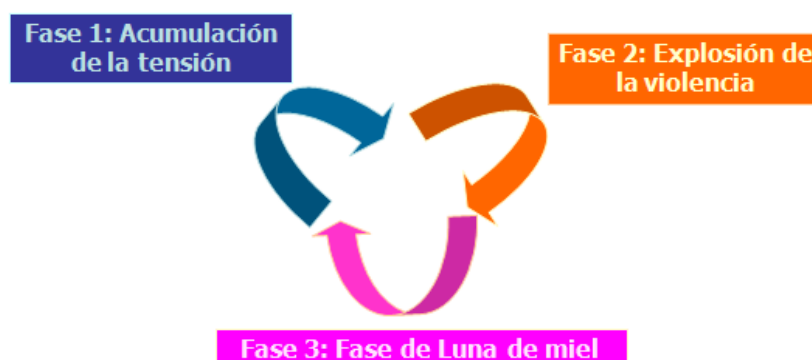 Fase 1: Acumulación
de la tensión
Fase 2: Explosión de
la violencia
Fase 3: Fase de Luna de miel